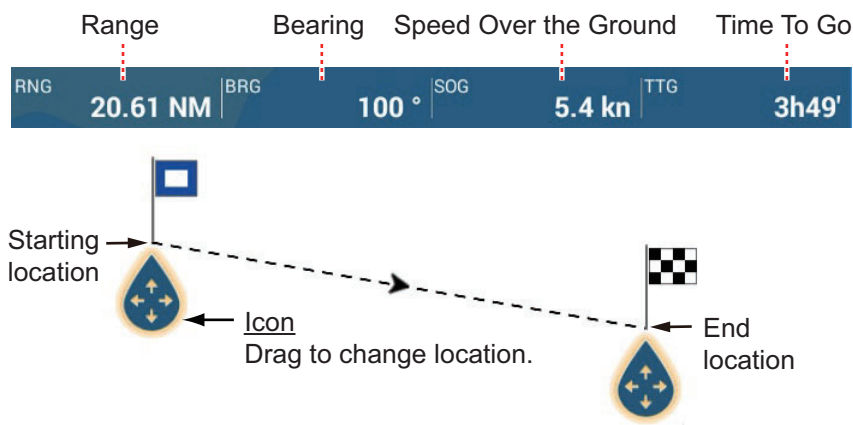 Range Bearing Speed Over the Ground Time To Go
RNG 20.61 NM BRG 100 ° SOG 5.4 kn TTG 3h49'
Starting
location
Icon
Drag to change location.
End
location